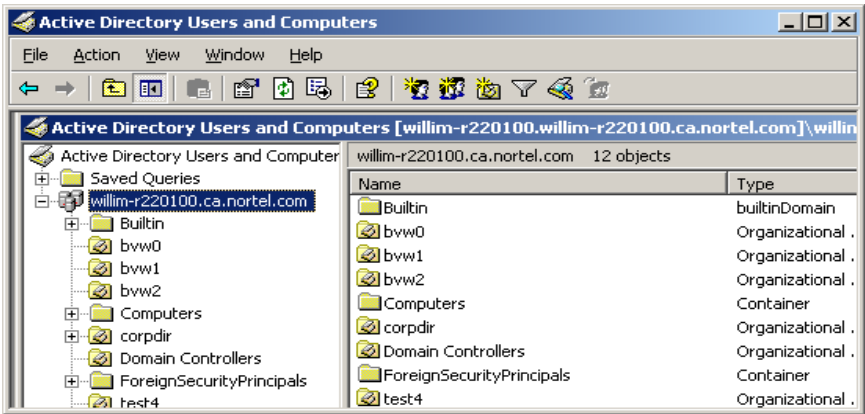 Active Directory Users and Computers
File Action View Window Help
Active Directory Users and Computers [willim-r220100.willim-r220100.ca.nortel.com]\willin
Active Directory Users and Computer
Saved Queries
willim-r220100.ca.nortel.com
Builtin
bvw0
bvw1
bvw2
Computers
corpdir
Domain Controllers
ForeignSecurityPrincipals
test4
willim-r220100.ca.nortel.com 12 objects
Name Type
Builtin builtinDomain
bvw0 Organizational .
bvw1 Organizational .
bvw2 Organizational .
Computers Container
corpdir Organizational .
Domain Controllers Organizational .
ForeignSecurityPrincipals Container
test4 Organizational .